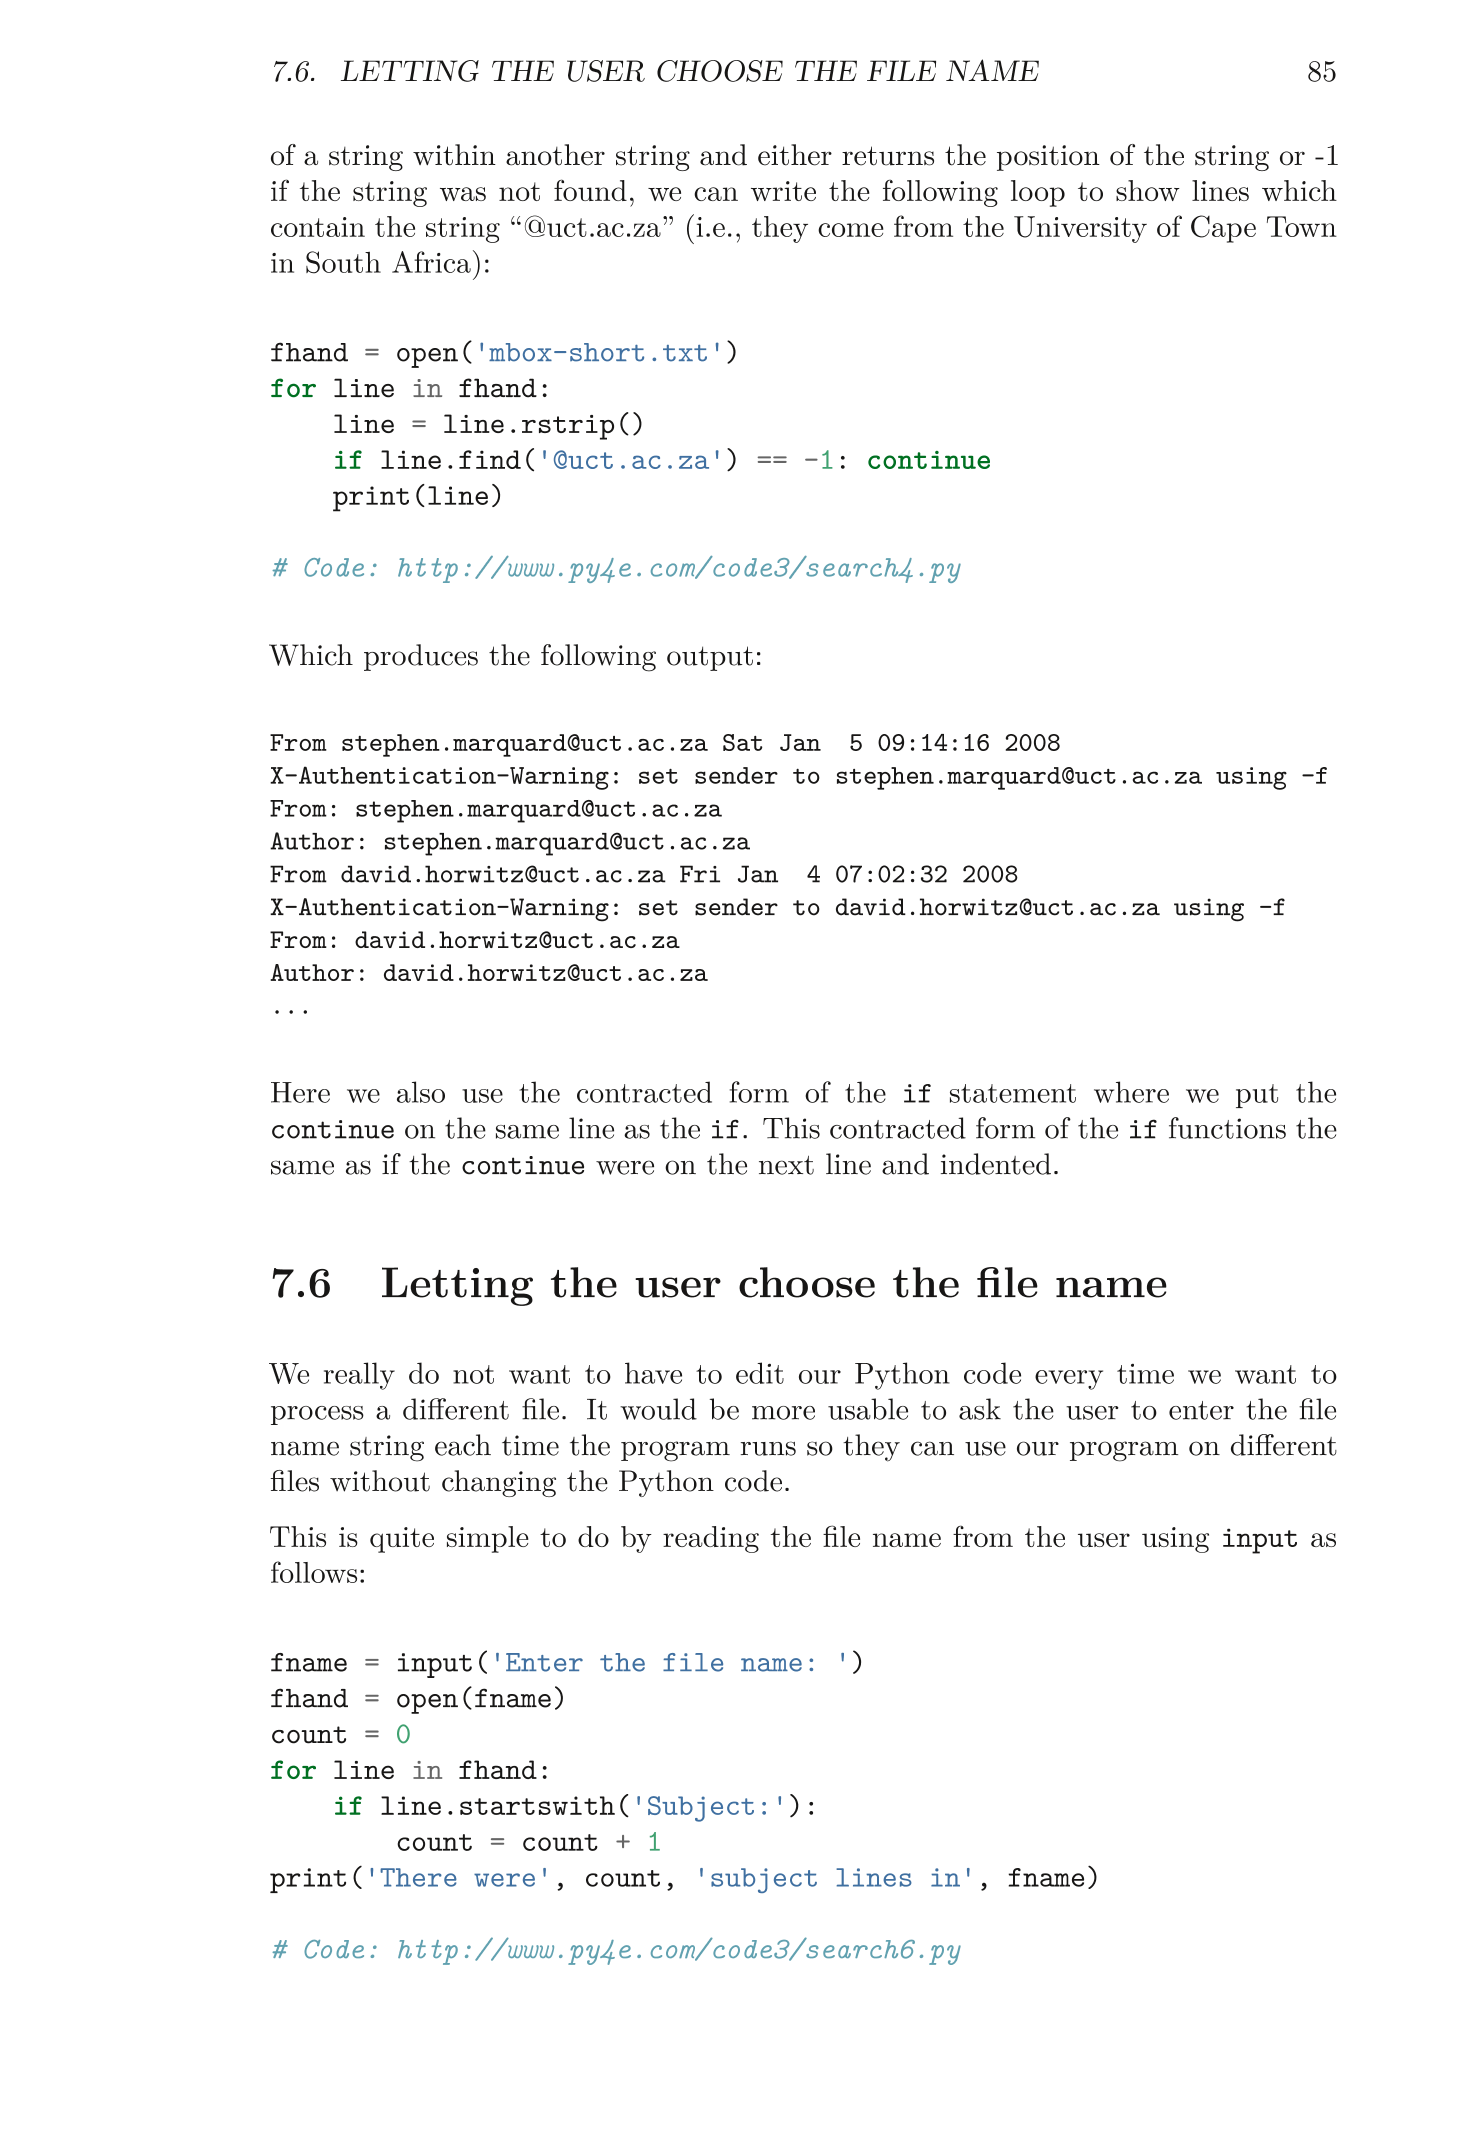 7.6. LETTING THE USER CHOOSE THE FILE NAME 85
of a string within another string and either returns the position of the string or -1
if the string was not found, we can write the following loop to show lines which
contain the string “@uct.ac.za” (i.e., they come from the University of Cape Town
in South Africa):
fhand = open('mbox-short.txt')
for line in fhand:
    line = line.rstrip()
    if line.find('@uct.ac.za') == -1: continue
    print(line)
# Code: http://www.py4e.com/code3/search4.py
Which produces the following output:
From stephen.marquard@uct.ac.za Sat Jan  5 09:14:16 2008
X-Authentication-Warning: set sender to stephen.marquard@uct.ac.za using -f
From: stephen.marquard@uct.ac.za
Author: stephen.marquard@uct.ac.za
From david.horwitz@uct.ac.za Fri Jan  4 07:02:32 2008
X-Authentication-Warning: set sender to david.horwitz@uct.ac.za using -f
From: david.horwitz@uct.ac.za
Author: david.horwitz@uct.ac.za
...
Here we also use the contracted form of the if statement where we put the
continue on the same line as the if. This contracted form of the if functions the
same as if the continue were on the next line and indented.
7.6 Letting the user choose the file name
We really do not want to have to edit our Python code every time we want to
process a different file. It would be more usable to ask the user to enter the file
name string each time the program runs so they can use our program on different
files without changing the Python code.
This is quite simple to do by reading the file name from the user using input as
follows:
fname = input('Enter the file name: ')
fhand = open(fname)
count = 0
for line in fhand:
    if line.startswith('Subject:'):
        count = count + 1
print('There were', count, 'subject lines in', fname)
# Code: http://www.py4e.com/code3/search6.py